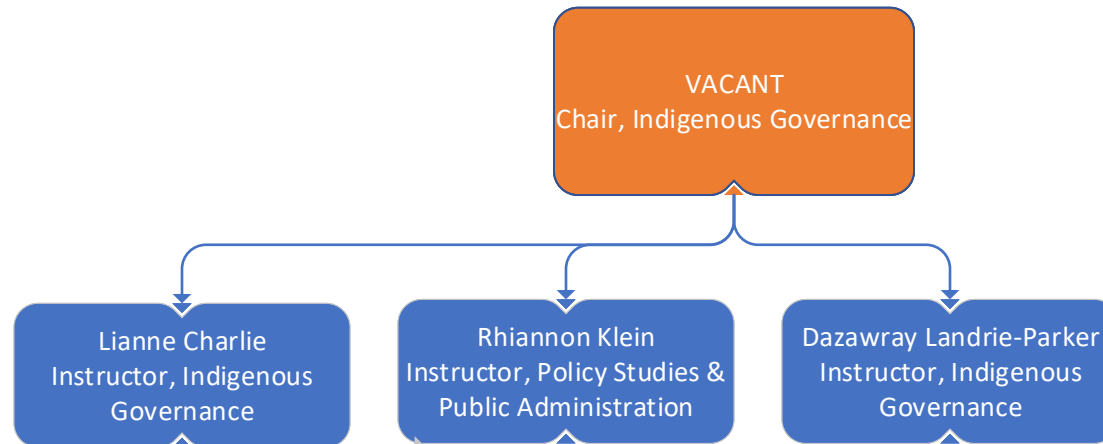 VACANT
Chair, Indigenous Governance
Lianne Charlie
Instructor, Indigenous
Governance
Rhiannon Klein
Instructor, Policy Studies &
Public Administration
Dazawray Landrie-Parker
Instructor, Indigenous
Governance